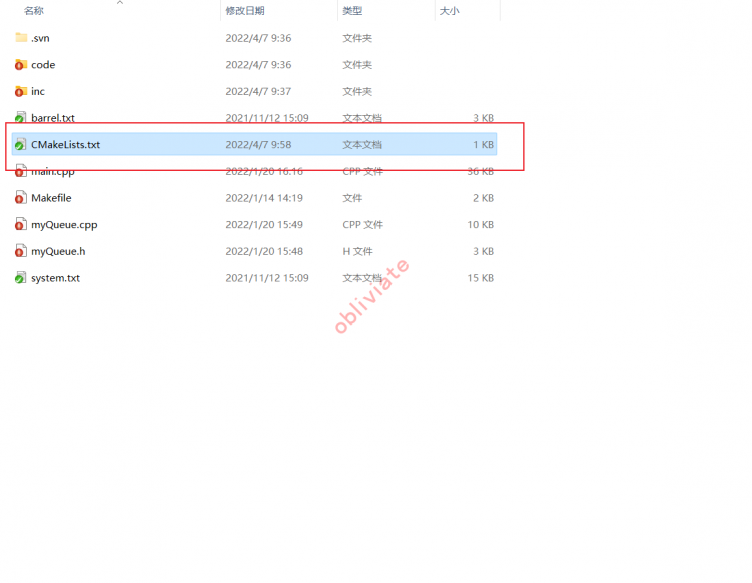 名称 修改日期 类型 大小
.svn 2022/4/7 9:36 文件夹
code 2022/4/7 9:36 文件夹
inc 2022/4/7 9:37 文件夹
barrel.txt 2021/11/12 15:09 文本文档 3 KB
CMakeLists.txt 2022/4/7 9:58 文本文档 1 KB
main.cpp 2022/1/20 16:16 CPP 文件 36 KB
Makefile 2022/1/14 14:19 文件 2 KB
myQueue.cpp 2022/1/20 15:49 CPP 文件 10 KB
myQueue.h 2022/1/20 15:48 H 文件 3 KB
system.txt 2021/11/12 15:09 文本文档 15 KB
obliviate